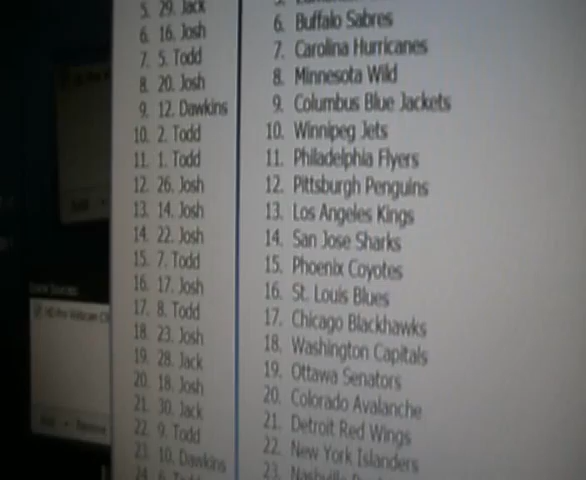 5. 29. Jack
6. 16. Josh
7. 5. Todd
8. 20. Josh
9. 12. Dawkins
10. 2. Todd
11. 1. Todd
12. 26. Josh
13. 14. Josh
14. 22. Josh
15. 7. Todd
16. 17. Josh
17. 8. Todd
18. 23. Josh
19. 28. Jack
20. 18. Josh
21. 30. Jack
22. 9. Todd
23. 10. Dawkins
24. 6.
5.
6. Buffalo Sabres
7. Carolina Hurricanes
8. Minnesota Wild
9. Columbus Blue Jackets
10. Winnipeg Jets
11. Philadelphia Flyers
12. Pittsburgh Penguins
13. Los Angeles Kings
14. San Jose Sharks
15. Phoenix Coyotes
16. St. Louis Blues
17. Chicago Blackhawks
18. Washington Capitals
19. Ottawa Senators
20. Colorado Avalanche
21. Detroit Red Wings
22. New York Islanders
23. Nashville